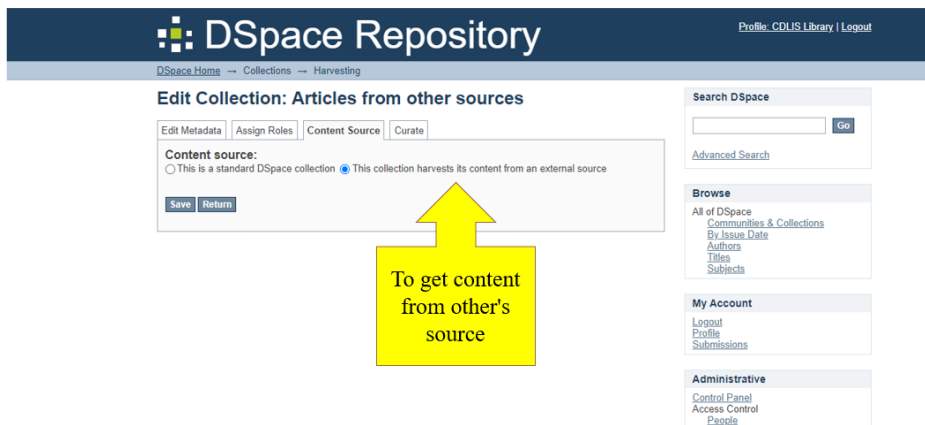 DSpace Repository
Profile: CDLIS Library | Logout
DSpace Home → Collections → Harvesting
Edit Collection: Articles from other sources
Edit Metadata Assign Roles Content Source Curate
Content source:
This is a standard DSpace collection This collection harvests its content from an external source
Save Return
To get content
from other's
source
Search DSpace
Go
Advanced Search
Browse
All of DSpace
Communities & Collections
By Issue Date
Authors
Titles
Subjects
My Account
Logout
Profile
Submissions
Administrative
Control Panel
Access Control
People